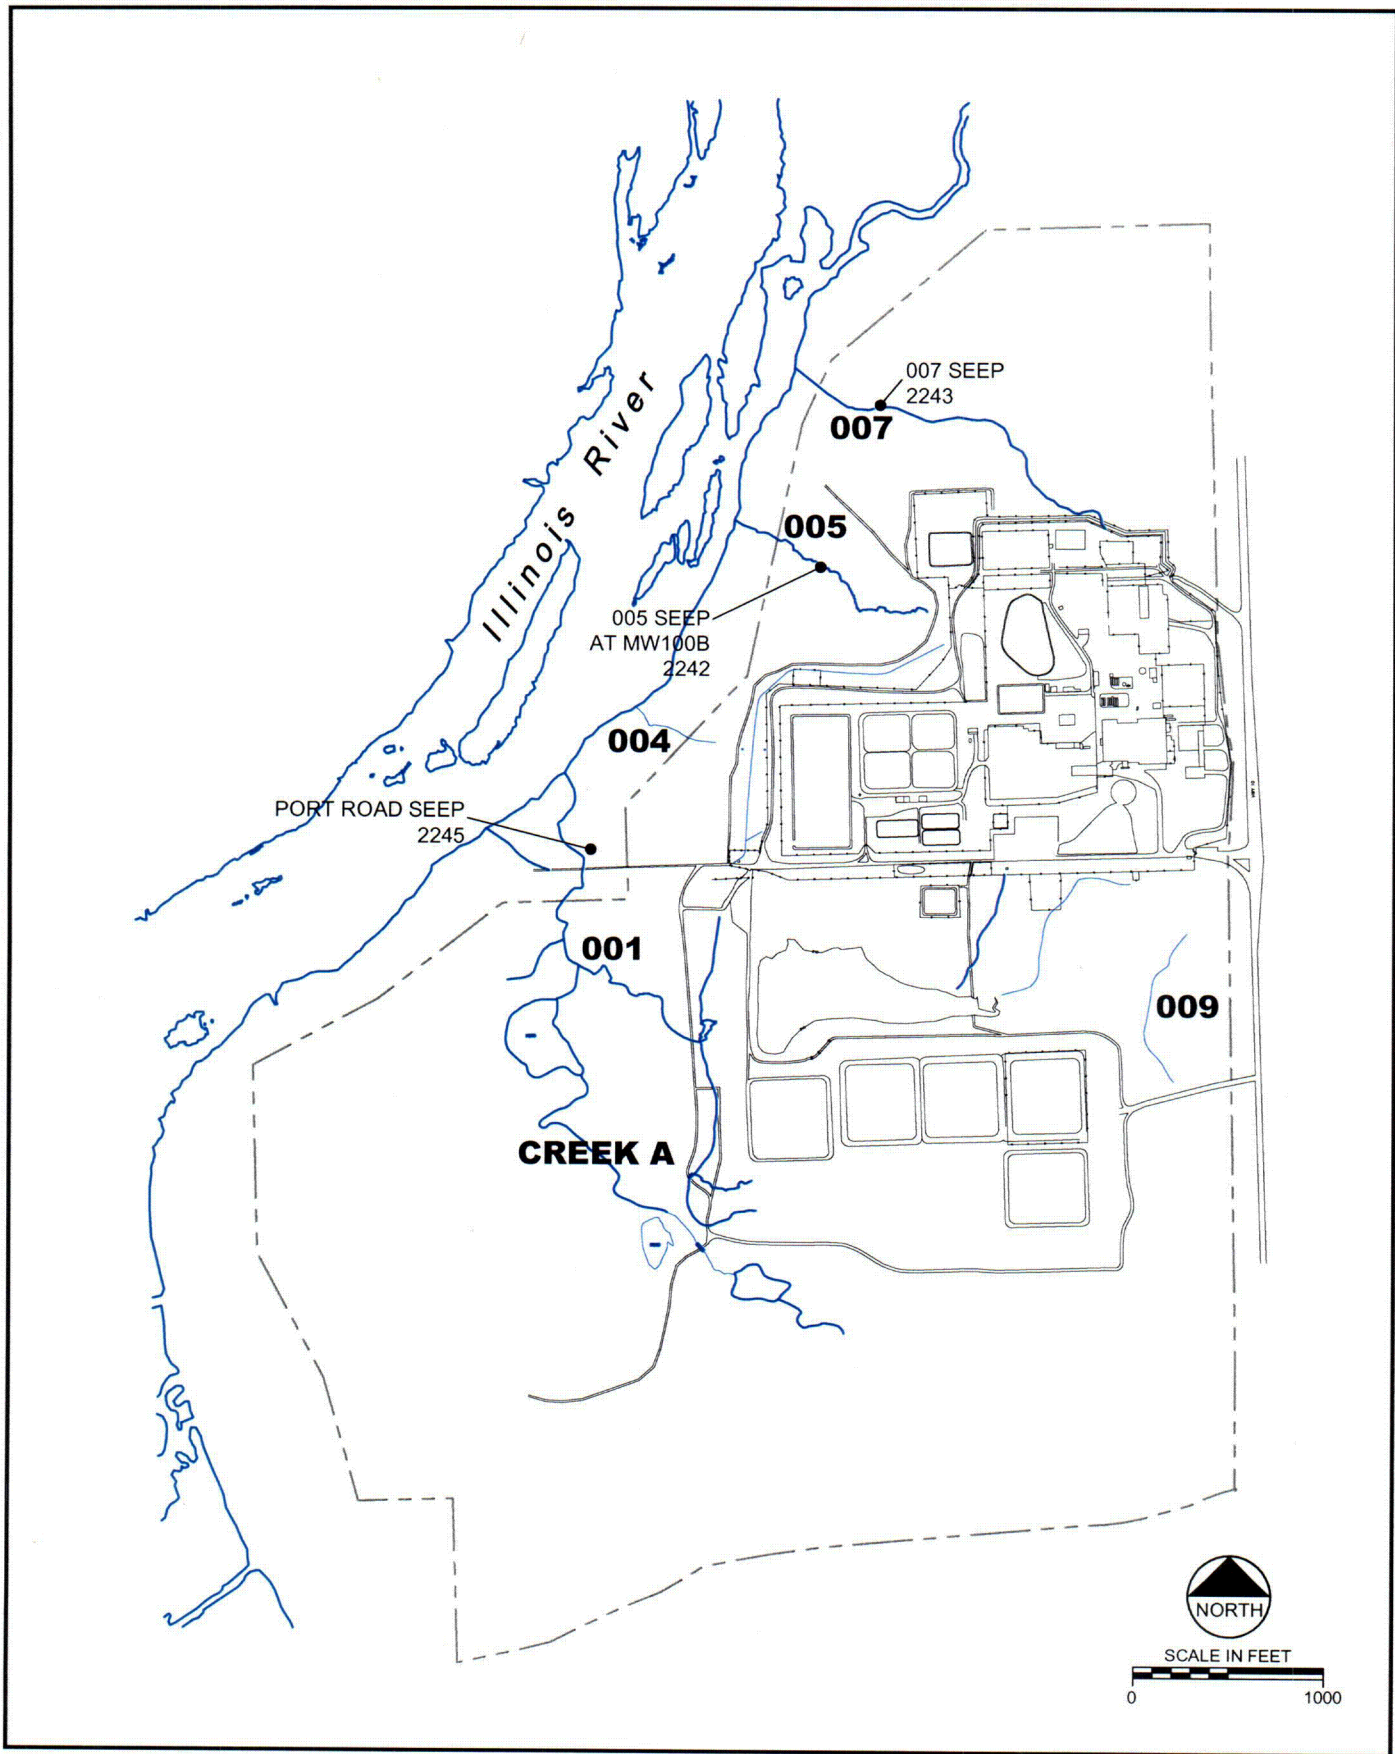 007 SEEP
2243
007
Illinois River
005
005 SEEP
AT MW100B
2242
004
PORT ROAD SEEP
2245
001
009
CREEK A
NORTH
SCALE IN FEET
0 1000